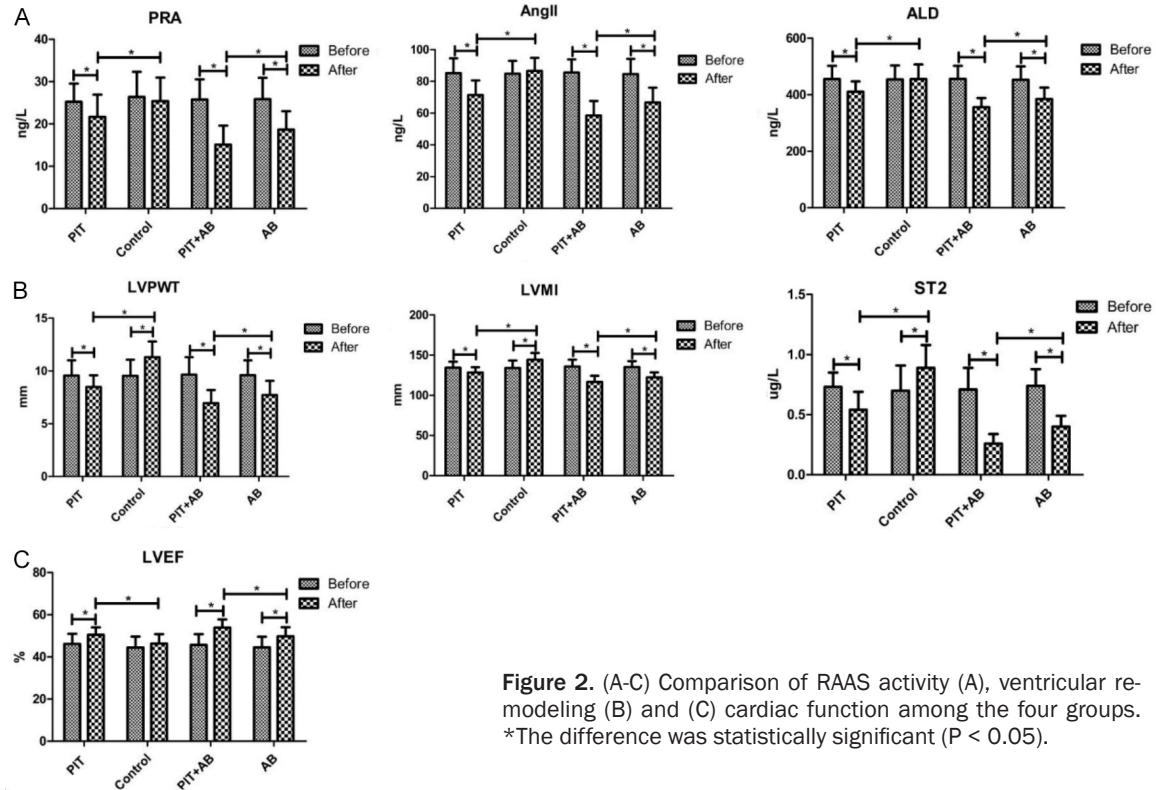 A
PRA
30
20
10
0
ng/L
*
*
*
*
*
Before
After
PIT
Control
PIT+AB
AB
AngII
100
80
60
40
20
0
ng/L
*
*
*
*
*
Before
After
PIT
Control
PIT+AB
AB
ALD
600
400
200
0
ng/L
*
*
*
*
*
Before
After
PIT
Control
PIT+AB
AB
B
LVPWT
15
10
5
0
mm
*
*
*
*
*
*
Before
After
PIT
Control
PIT+AB
AB
LVMI
200
150
100
50
0
mm
*
*
*
*
*
*
Before
After
PIT
Control
PIT+AB
AB
ST2
1.5
1.0
0.5
0.0
ug/L
*
*
*
*
*
*
Before
After
PIT
Control
PIT+AB
AB
C
LVEF
80
60
40
20
0
%
*
*
*
*
*
Before
After
PIT
Control
PIT+AB
AB
Figure 2. (A-C) Comparison of RAAS activity (A), ventricular re-
modeling (B) and (C) cardiac function among the four groups.
*The difference was statistically significant (P < 0.05).